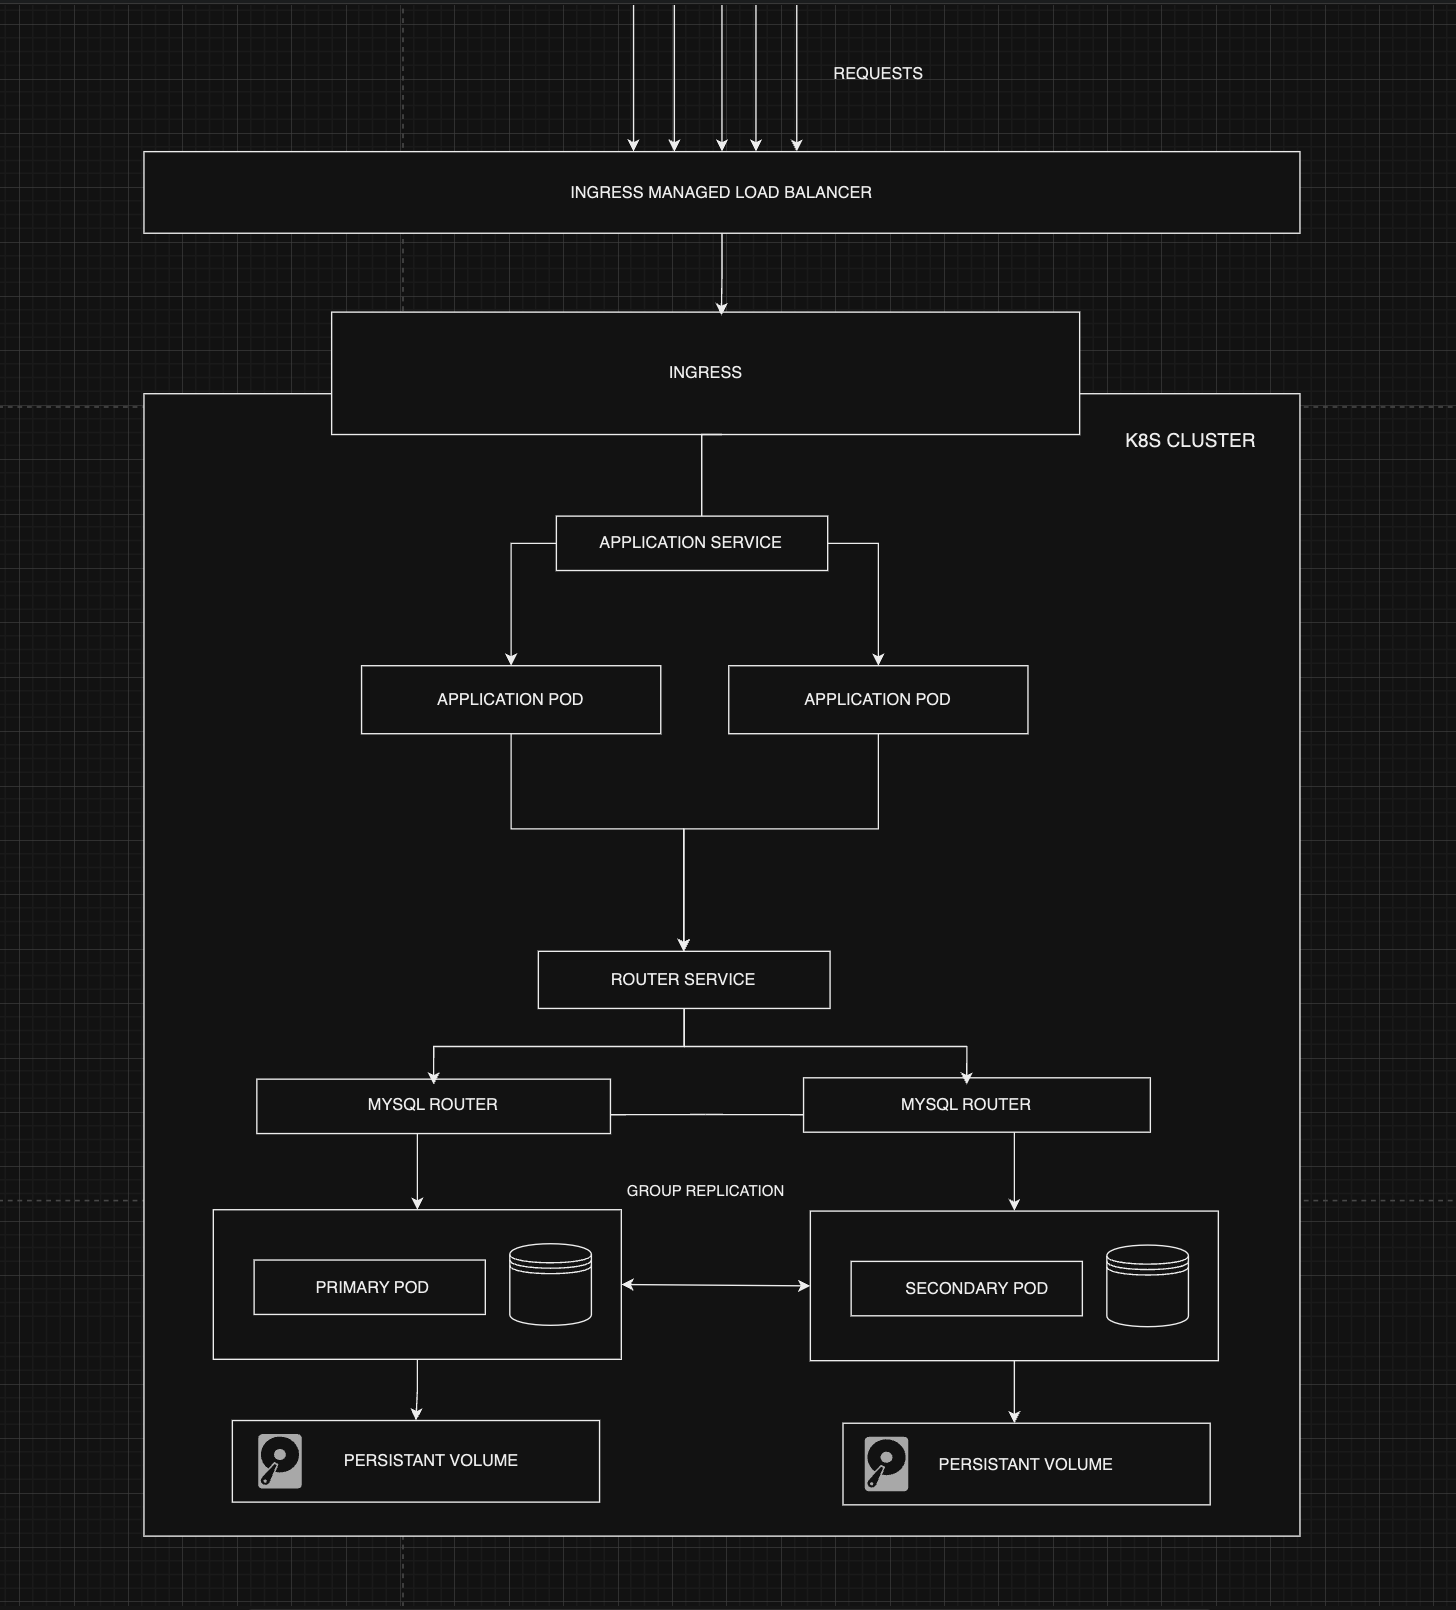 REQUESTS
INGRESS MANAGED LOAD BALANCER
INGRESS
K8S CLUSTER
APPLICATION SERVICE
APPLICATION POD
APPLICATION POD
ROUTER SERVICE
MYSQL ROUTER
MYSQL ROUTER
GROUP REPLICATION
PRIMARY POD
SECONDARY POD
PERSISTANT VOLUME
PERSISTANT VOLUME